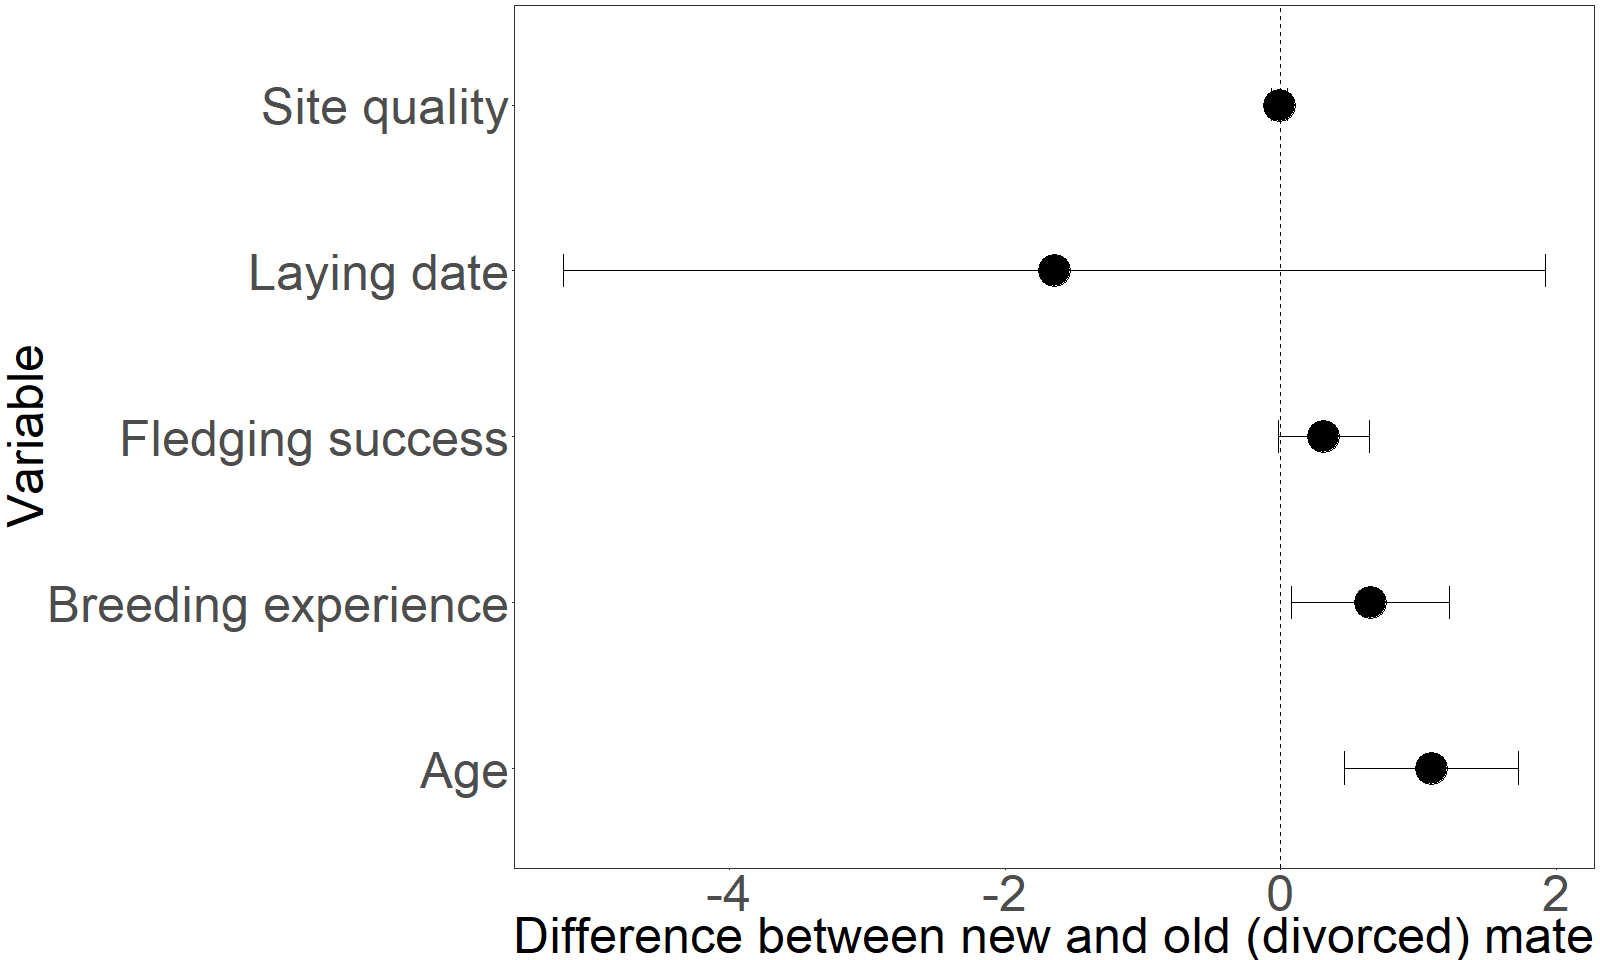 Site quality
Laying date
Fledging success
Breeding experience
Age
Variable
-4 -2 0 2
Difference between new and old (divorced) mate